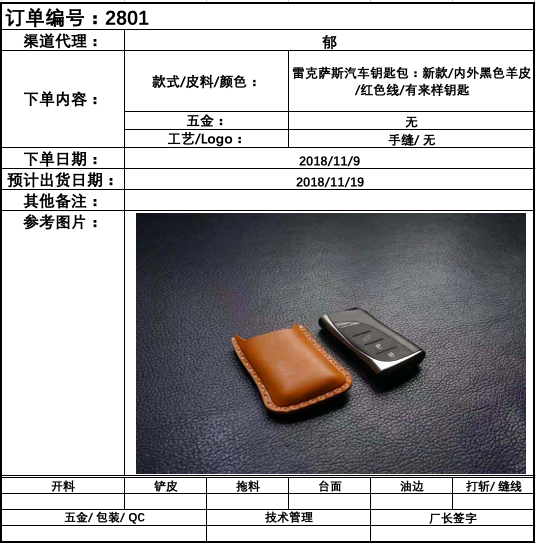 订单编号：2801
渠道代理：
郁
下单内容：
款式/皮料/颜色：
雷克萨斯汽车钥匙包：新款/内外黑色羊皮
/红色线/有来样钥匙
五金：
无
工艺/Logo：
手缝/ 无
下单日期：
2018/11/9
预计出货日期：
2018/11/19
其他备注：
参考图片：
开料 铲皮 拖料 台面 油边 打斩/ 缝线
五金/ 包装/ QC 技术管理 厂长签字